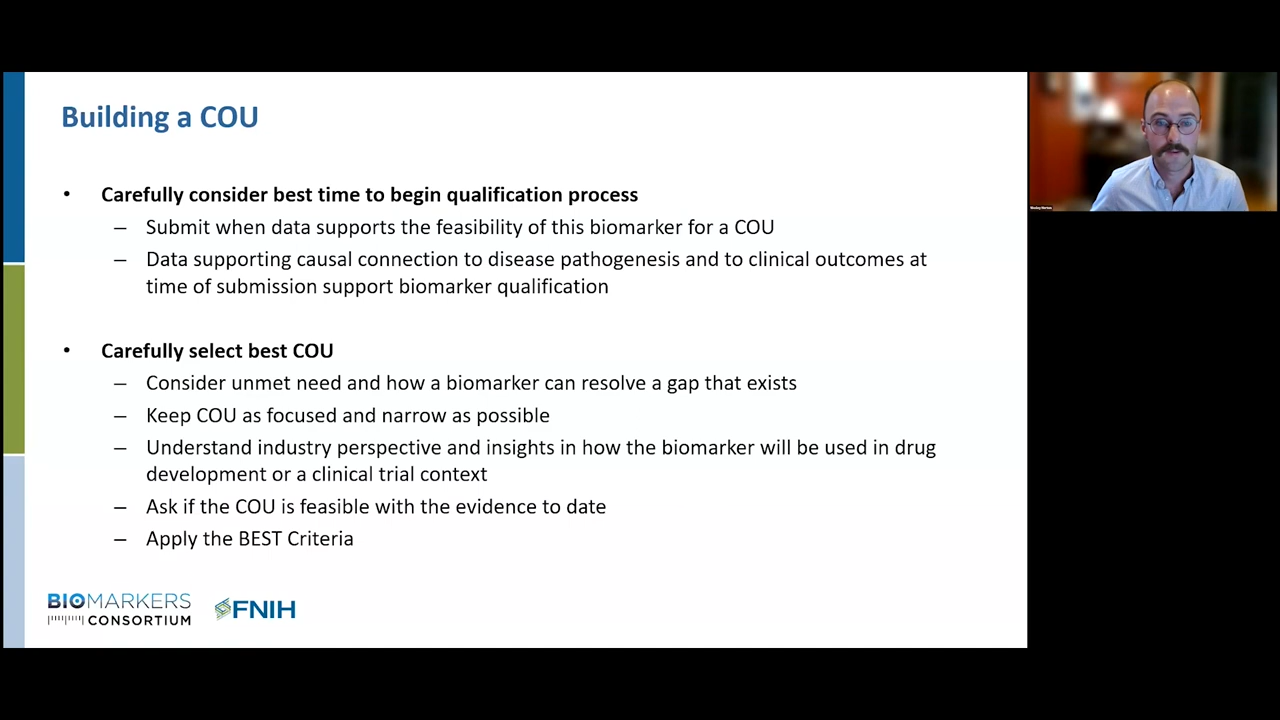 Building a COU
• Carefully consider best time to begin qualification process
– Submit when data supports the feasibility of this biomarker for a COU
– Data supporting causal connection to disease pathogenesis and to clinical outcomes at
time of submission support biomarker qualification
• Carefully select best COU
– Consider unmet need and how a biomarker can resolve a gap that exists
– Keep COU as focused and narrow as possible
– Understand industry perspective and insights in how the biomarker will be used in drug
development or a clinical trial context
– Ask if the COU is feasible with the evidence to date
– Apply the BEST Criteria
BIOMARKERS
CONSORTIUM
FNIH